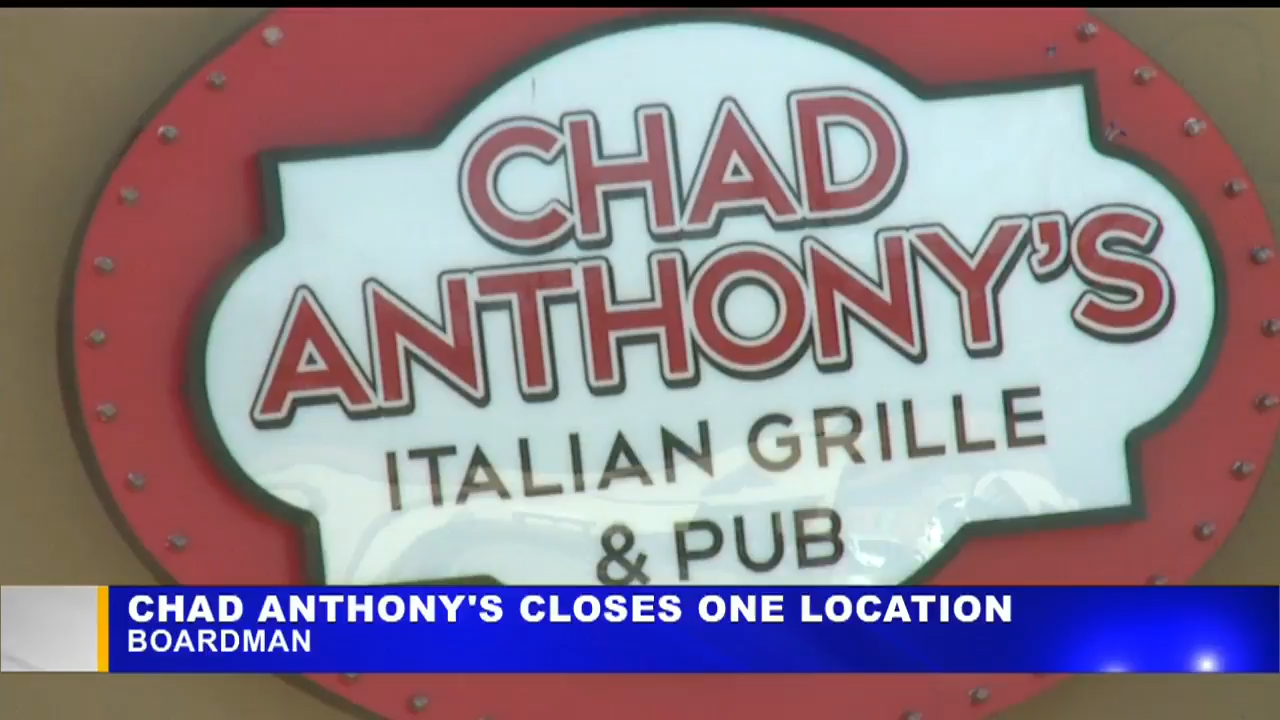 CHAD
ANTHONY'S
ITALIAN GRILLE
& PUB
CHAD ANTHONY'S CLOSES ONE LOCATION
BOARDMAN